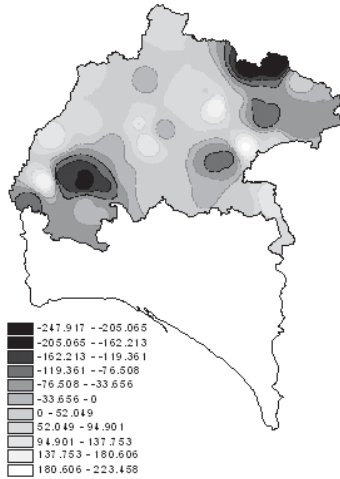 -247.917 - -205.065
-205.065 - -162.213
-162.213 - -119.361
-119.361 - -76.508
-76.508 - -33.656
-33.656 - 0
0 - 52.049
52.049 - 94.901
94.901 - 137.753
137.753 - 180.606
180.606 - 223.458